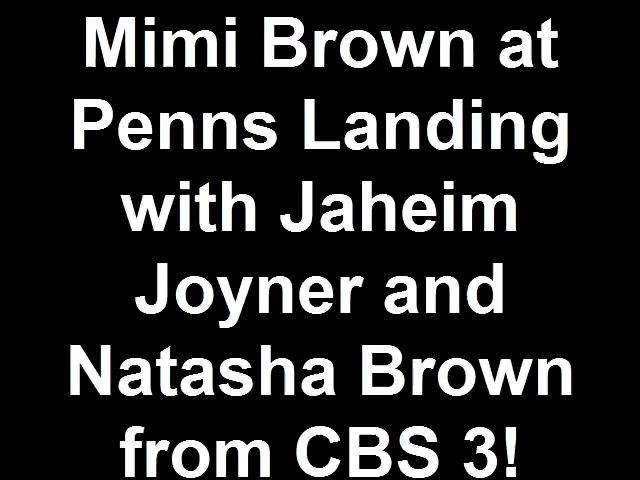 Mimi Brown at
Penns Landing
with Jaheim
Joyner and
Natasha Brown
from CBS 3!